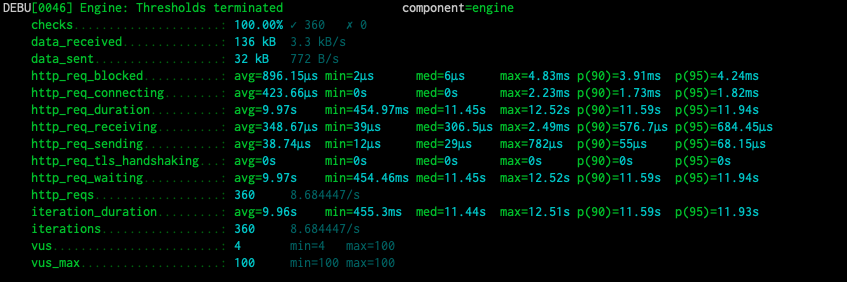 DEBU[0046] Engine: Thresholds terminated component=engine
checks.....................: 100.00% ✓ 360 ✗ 0
data_received..............: 136 kB 3.3 kB/s
data_sent..................: 32 kB 772 B/s
http_req_blocked...........: avg=896.15µs min=2µs med=6µs max=4.83ms p(90)=3.91ms p(95)=4.24ms
http_req_connecting........: avg=423.66µs min=0s med=0s max=2.23ms p(90)=1.73ms p(95)=1.82ms
http_req_duration..........: avg=9.97s min=454.97ms med=11.45s max=12.52s p(90)=11.59s p(95)=11.94s
http_req_receiving.........: avg=348.67µs min=39µs med=306.5µs max=2.49ms p(90)=576.7µs p(95)=684.45µs
http_req_sending...........: avg=38.74µs min=12µs med=29µs max=782µs p(90)=55µs p(95)=68.15µs
http_req_tls_handshaking...: avg=0s min=0s med=0s max=0s p(90)=0s p(95)=0s
http_req_waiting...........: avg=9.97s min=454.46ms med=11.45s max=12.52s p(90)=11.59s p(95)=11.94s
http_reqs..................: 360 8.684447/s
iteration_duration.........: avg=9.96s min=455.3ms med=11.44s max=12.51s p(90)=11.59s p(95)=11.93s
iterations.................: 360 8.684447/s
vus........................: 4 min=4 max=100
vus_max....................: 100 min=100 max=100